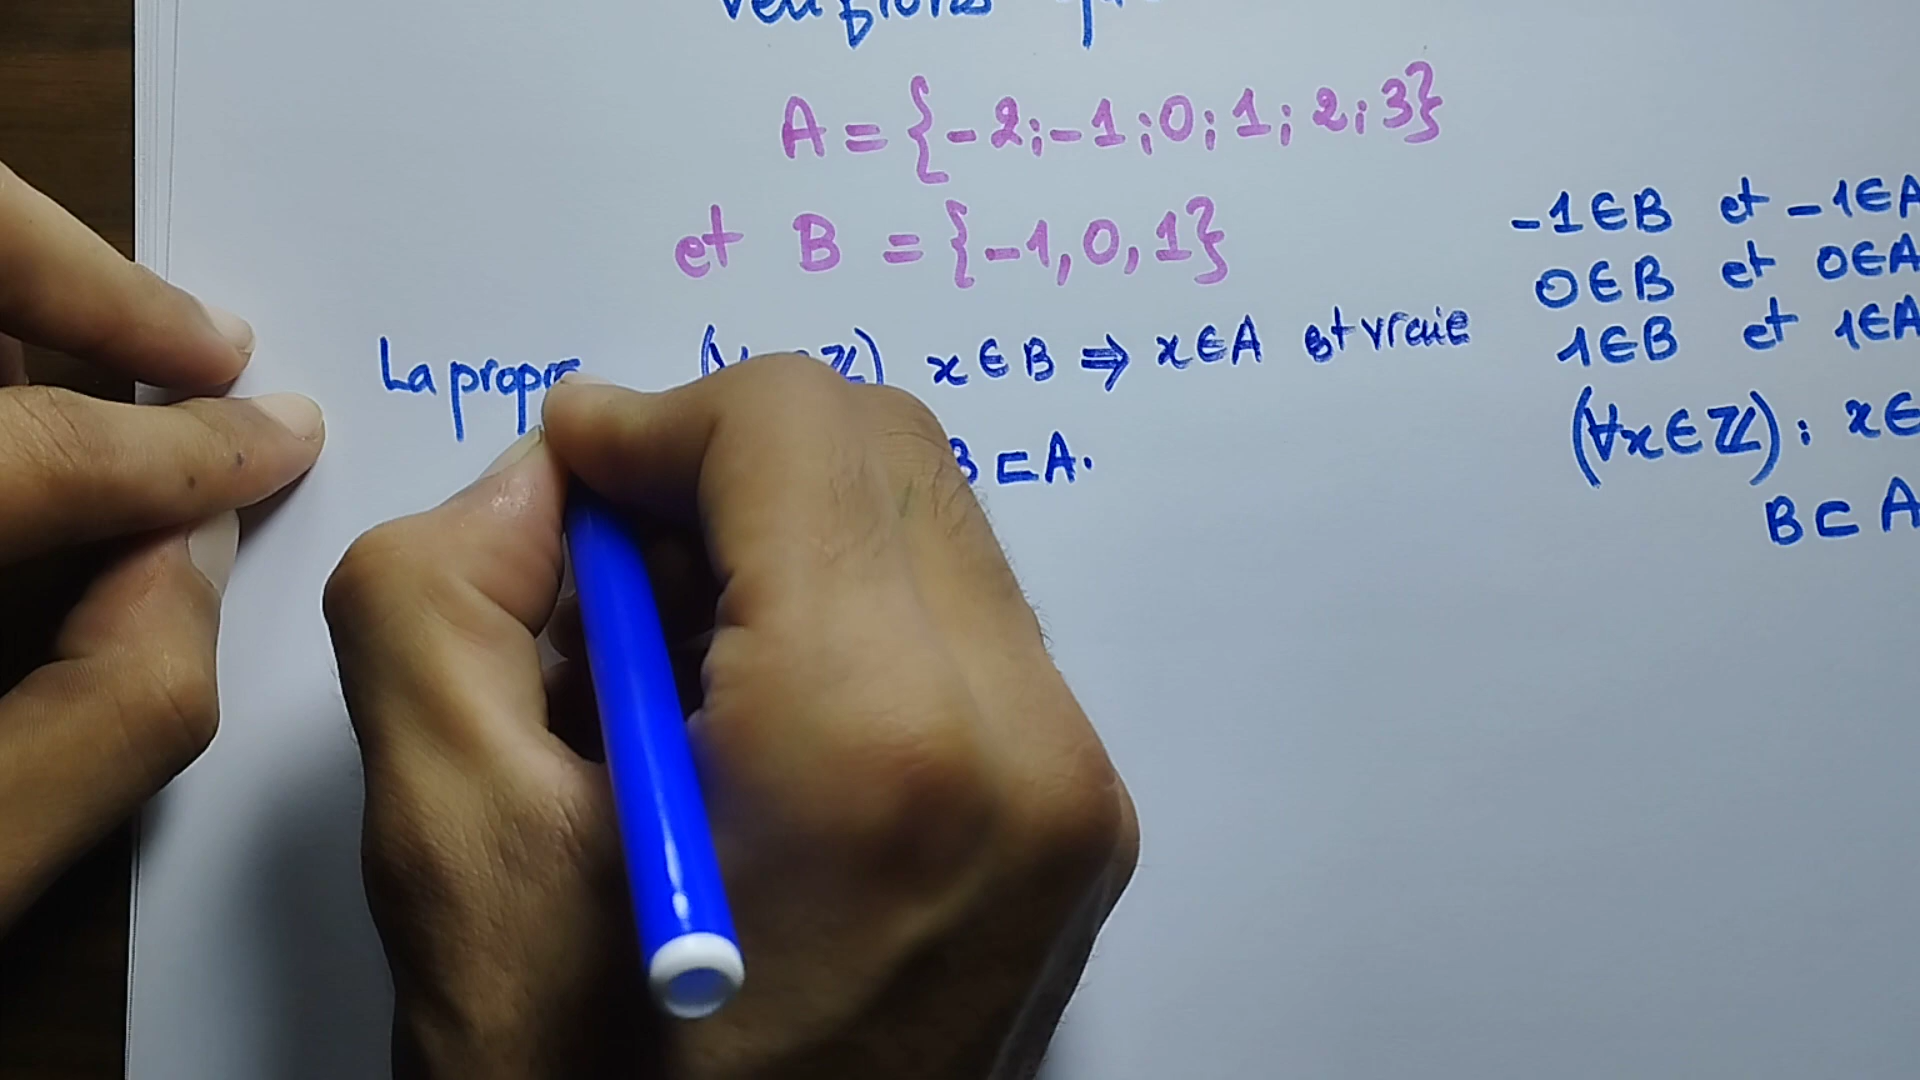 A = {-2;-1;0;1;2;3}
et B = {-1,0,1}
La propos (∀x∈ℤ) x∈B ⇒ x∈A est vraie
B ⊏ A.
-1∈B et -1∈A
0∈B et 0∈A
1∈B et 1∈A
(∀x∈ℤ): x∈
B ⊏ A